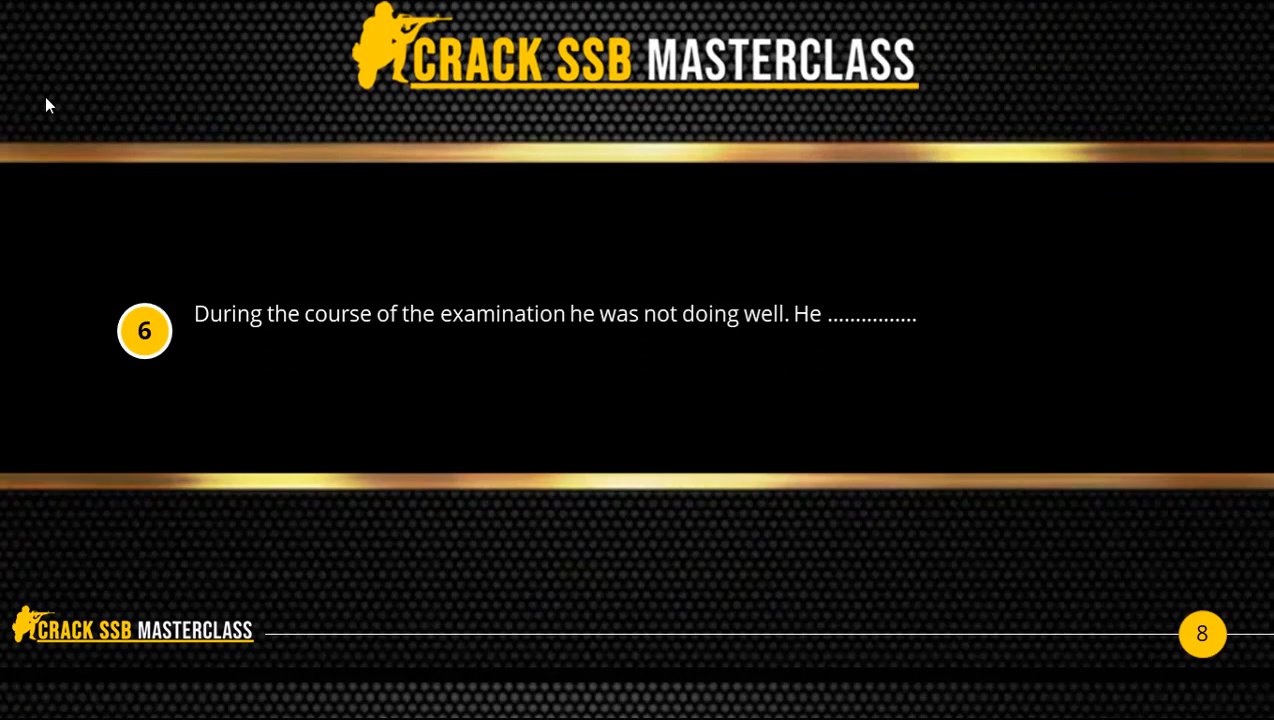 CRACK SSB MASTERCLASS
6
During the course of the examination he was not doing well. He ................
CRACK SSB MASTERCLASS
8